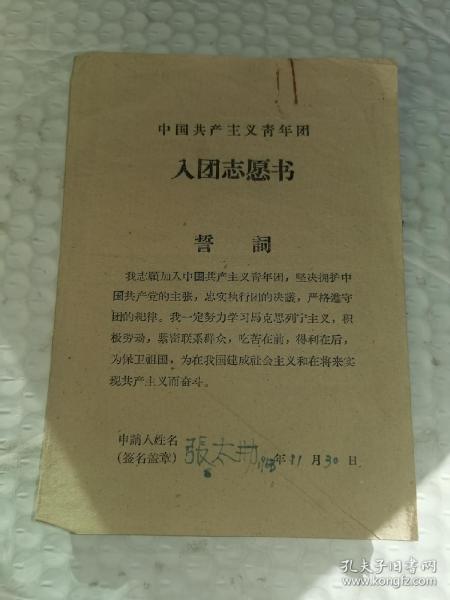 中国共产主义青年团
入团志愿书
誓 詞
我志願加入中国共产主义青年团，坚决拥护中
国共产党的主张，忠实执行团的决議，严格遵守
团的紀律。我一定努力学习馬克思列宁主义，积
极劳动，紧密联系群众，吃苦在前，得利在后，
为保卫祖国，为在我国建成社会主义和在将来实
現共产主义而奋斗。
申請人姓名
(签名盖章) 張太 年 11 月 30 日
孔夫子旧书网
www.kongfz.com